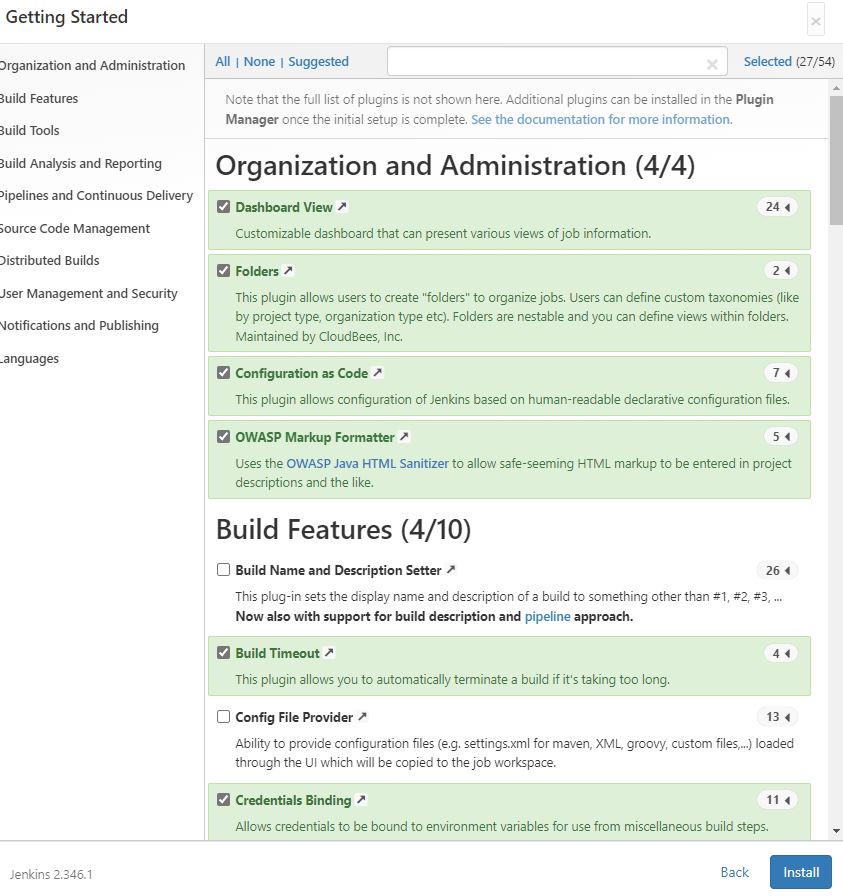 Getting Started
×
Organization and Administration
Build Features
Build Tools
Build Analysis and Reporting
Pipelines and Continuous Delivery
Source Code Management
Distributed Builds
User Management and Security
Notifications and Publishing
Languages
All | None | Suggested
Selected (27/54)
Note that the full list of plugins is not shown here. Additional plugins can be installed in the Plugin
Manager once the initial setup is complete. See the documentation for more information.
Organization and Administration (4/4)
Dashboard View 24
Customizable dashboard that can present various views of job information.
Folders 2
This plugin allows users to create "folders" to organize jobs. Users can define custom taxonomies (like
by project type, organization type etc). Folders are nestable and you can define views within folders.
Maintained by CloudBees, Inc.
Configuration as Code 7
This plugin allows configuration of Jenkins based on human-readable declarative configuration files.
OWASP Markup Formatter 5
Uses the OWASP Java HTML Sanitizer to allow safe-seeming HTML markup to be entered in project
descriptions and the like.
Build Features (4/10)
Build Name and Description Setter 26
This plug-in sets the display name and description of a build to something other than #1, #2, #3, ...
Now also with support for build description and pipeline approach.
Build Timeout 4
This plugin allows you to automatically terminate a build if it's taking too long.
Config File Provider 13
Ability to provide configuration files (e.g. settings.xml for maven, XML, groovy, custom files,...) loaded
through the UI which will be copied to the job workspace.
Credentials Binding 11
Allows credentials to be bound to environment variables for use from miscellaneous build steps.
Jenkins 2.346.1
Back
Install